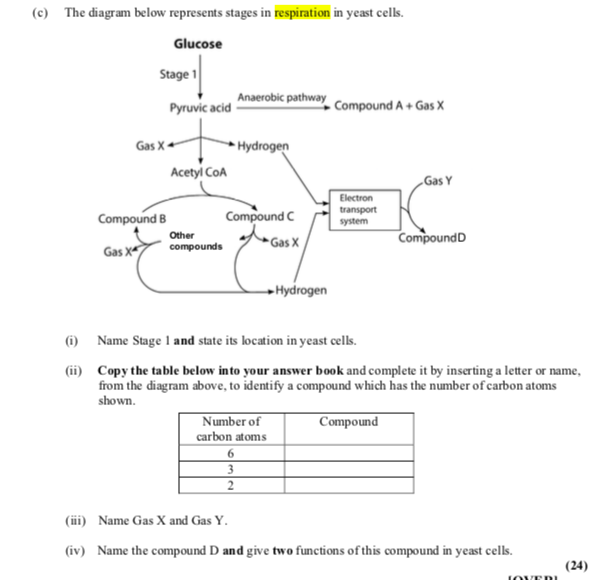 (c) The diagram below represents stages in respiration in yeast cells.
Glucose
Stage 1
Anaerobic pathway
Pyruvic acid
Compound A + Gas X
Gas X
Hydrogen
Acetyl CoA
Gas Y
Electron
transport
system
Compound B
Compound C
Other
compounds
Gas X
Gas X
CompoundD
Hydrogen
(i) Name Stage 1 and state its location in yeast cells.
(ii) Copy the table below into your answer book and complete it by inserting a letter or name,
from the diagram above, to identify a compound which has the number of carbon atoms
shown.
Number of carbon atoms Compound
6
3
2
(iii) Name Gas X and Gas Y.
(iv) Name the compound D and give two functions of this compound in yeast cells.
(24)